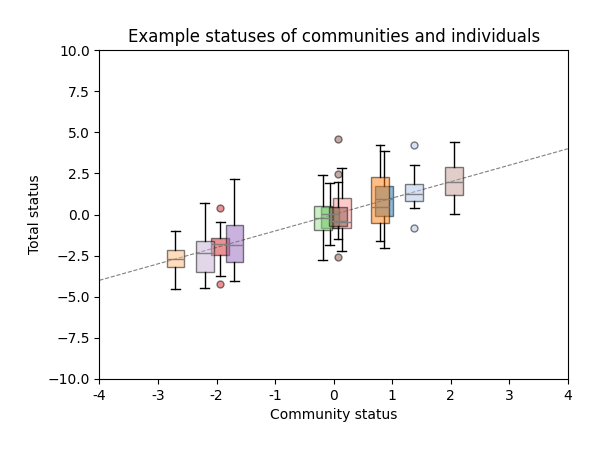 Example statuses of communities and individuals
10.0
7.5
5.0
2.5
0.0
−2.5
−5.0
−7.5
−10.0
Total status
-4 -3 -2 -1 0 1 2 3 4
Community status